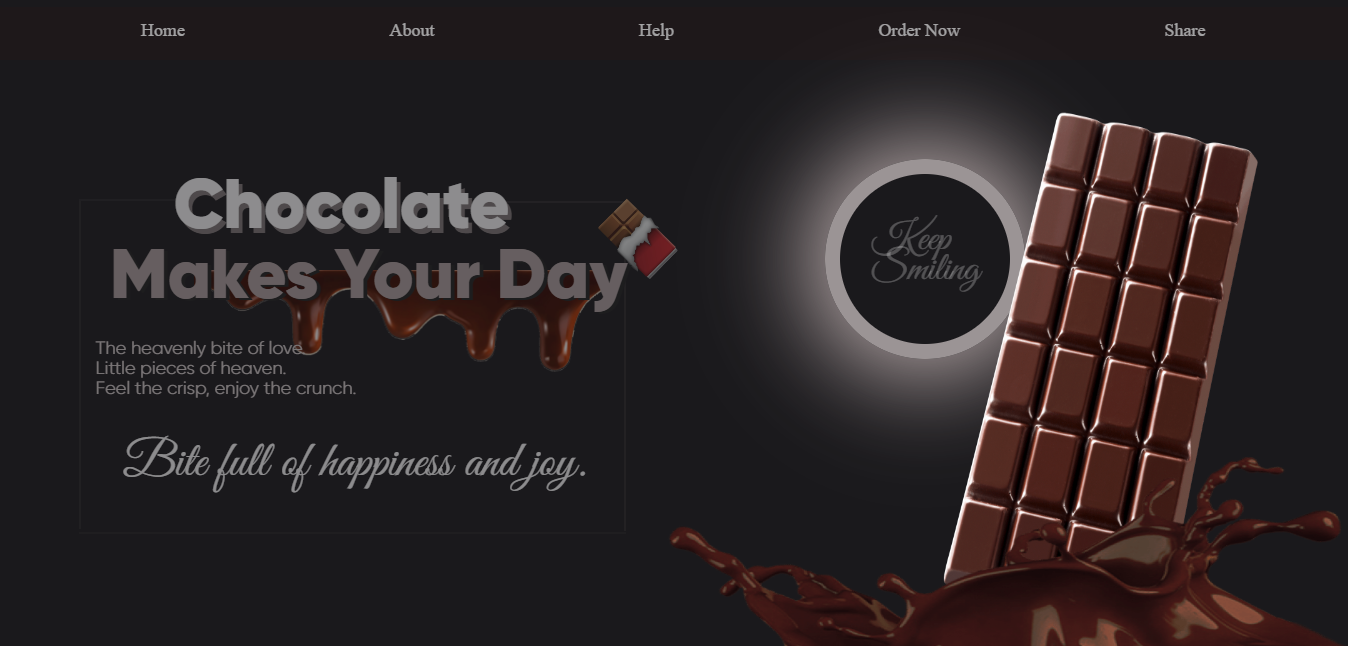 Home
About
Help
Order Now
Share
Chocolate
Makes Your Day
The heavenly bite of love
Little pieces of heaven.
Feel the crisp, enjoy the crunch.
Bite full of happiness and joy.
Keep
Smiling